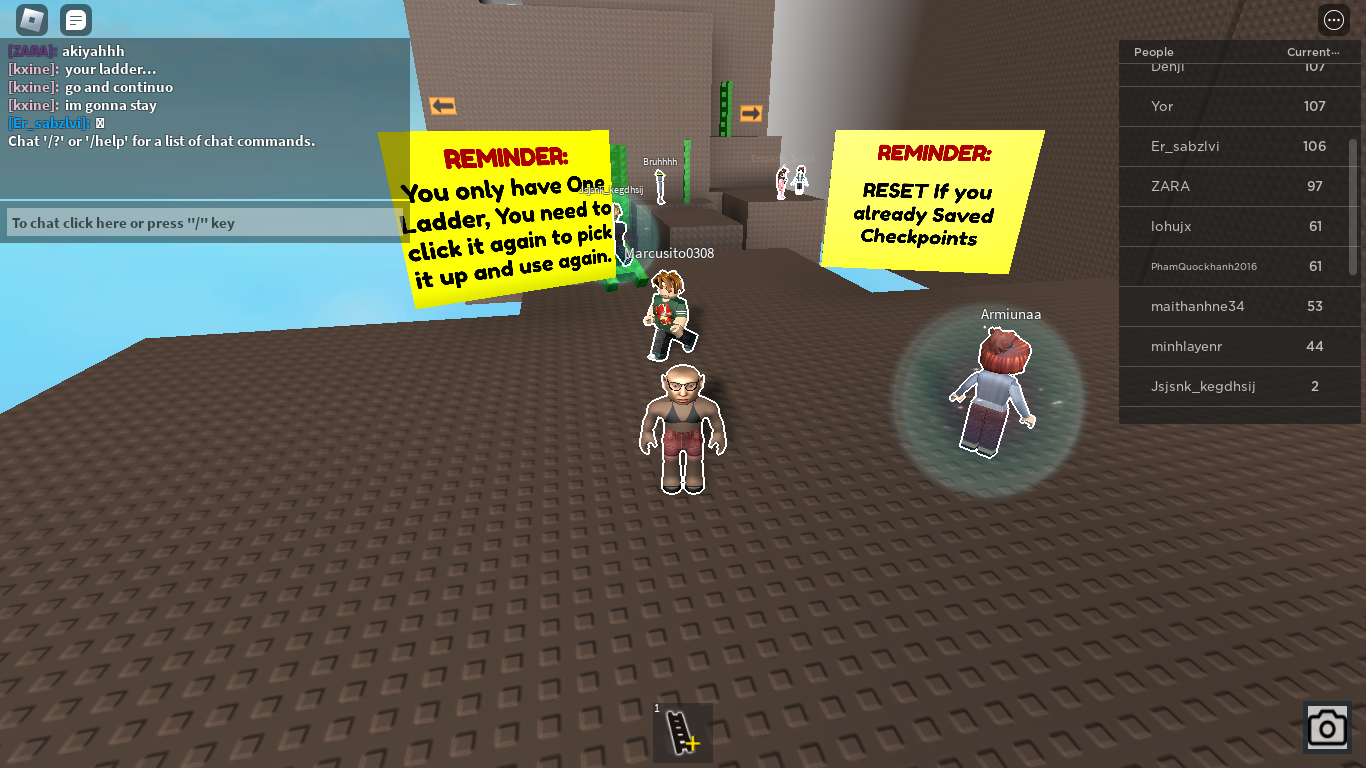 [ZARA]: akiyahhh
[kxine]: your ladder...
[kxine]: go and continuo
[kxine]: im gonna stay
[Er_sabzlvi]:
Chat '/?' or '/help' for a list of chat commands.
To chat click here or press "/" key
REMINDER:
You only have One
Ladder, You need to
click it again to pick
it up and use again.
REMINDER:
RESET If you
already Saved
Checkpoints
Bruhhhh
Jsjsnk_kegdhsij
Marcusito0308
Armiunaa
People Current...
Denji 107
Yor 107
Er_sabzlvi 106
ZARA 97
lohujx 61
PhamQuockhanh2016 61
maithanhne34 53
minhlayenr 44
Jsjsnk_kegdhsij 2
1